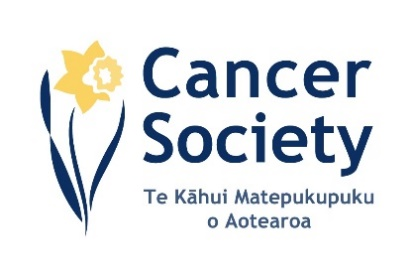 Cancer
Society
Te Kāhui Matepukupuku
o Aotearoa